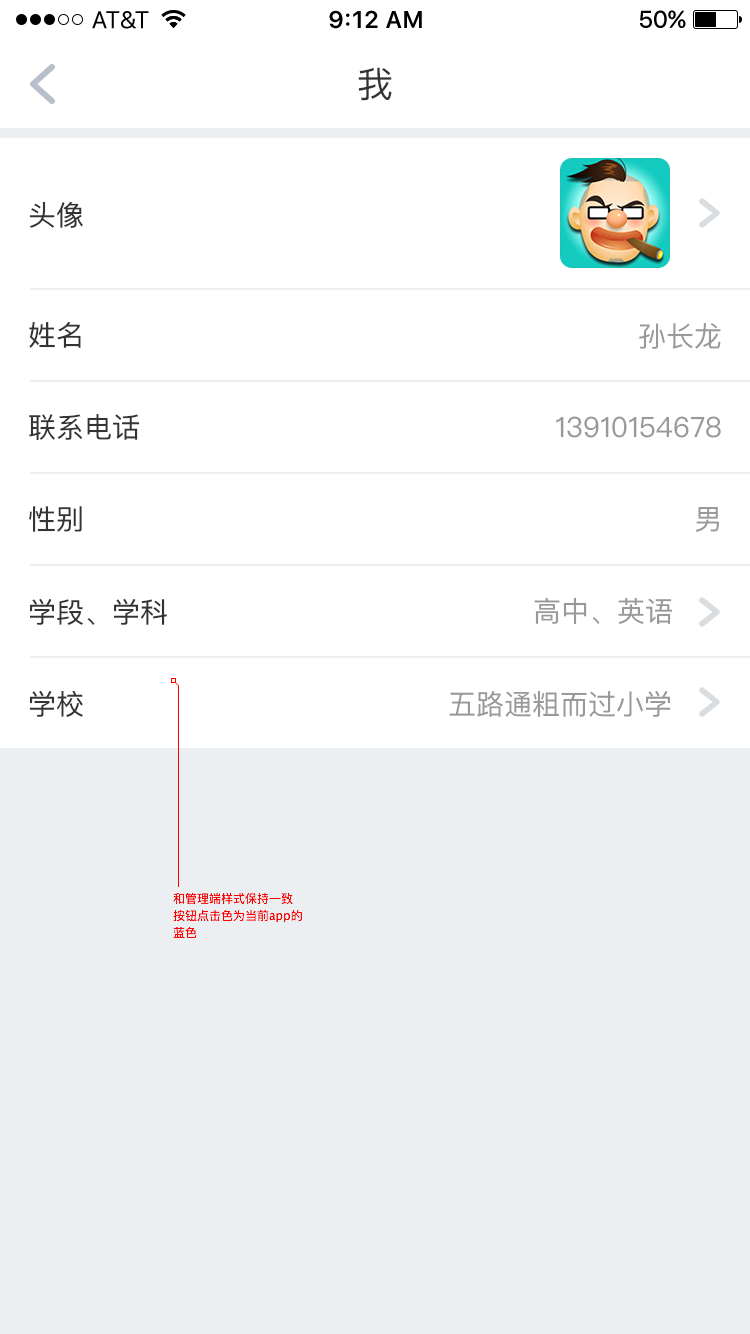 AT&T 9:12 AM 50%
我
头像
姓名 孙长龙
联系电话 13910154678
性别 男
学段、学科 高中、英语
学校 五路通粗而过小学
和管理端样式保持一致
按钮点击色为当前app的
蓝色